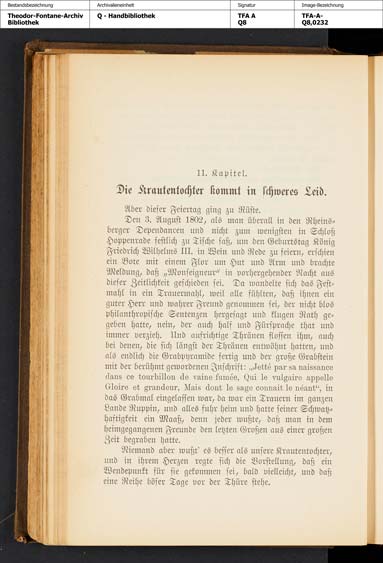 Bestandsbezeichnung Archivalieneinheit Signatur Image-Bezeichnung
Theodor-Fontane-Archiv Q - Handbibliothek TFA A TFA-A-
Bibliothek Q8 Q8,0232
11. Kapitel.
Die Krautentochter kommt in schweres Leid.
Aber dieser Feiertag ging zu Rüste.
Den 3. August 1802, als man überall in den Rheins-
berger Dependancen und nicht zum wenigsten in Schloß
Hoppenrade festlich zu Tische saß, um den Geburtstag König
Friedrich Wilhelms III. in Wein und Rede zu feiern, erschien
ein Bote mit einem Flor um Hut und Arm und brachte
Meldung, daß „Monseigneur“ in vorhergehender Nacht aus
dieser Zeitlichkeit geschieden sei. Da wandelte sich das Fest-
mahl in ein Trauermahl, weil alle fühlten, daß ihnen ein
guter Herr und wahrer Freund genommen sei, der nicht blos
philanthropische Sentenzen hergesagt und klugen Rath ge-
geben hatte, nein, der auch half und Fürsprache that und
immer verzieh. Und aufrichtige Thränen flossen ihm, auch
bei denen, die sich längst der Thränen entwöhnt hatten, und
als endlich die Grabpyramide fertig und der große Grabstein
mit der berühmt gewordenen Inschrift: „Jetté par sa naissance
dans ce tourbillon de vaine fumée, Qui le vulgaire appelle
Gloire et grandeur, Mais dont le sage connait le néant“, in
das Grabmal eingelassen war, da war ein Trauern im ganzen
Lande Ruppin, und alles fuhr heim und hatte seiner Schwatz-
haftigkeit ein Maaß, denn jeder wußte, daß man in dem
heimgegangenen Freunde den letzten Großen aus einer großen
Zeit begraben hatte.
Niemand aber wußt' es besser als unsre Krautentochter,
und in ihrem Herzen regte sich die Vorstellung, daß ein
Wendepunkt für sie gekommen sei, bald vielleicht, und daß
eine Reihe böser Tage vor der Thüre stehe.